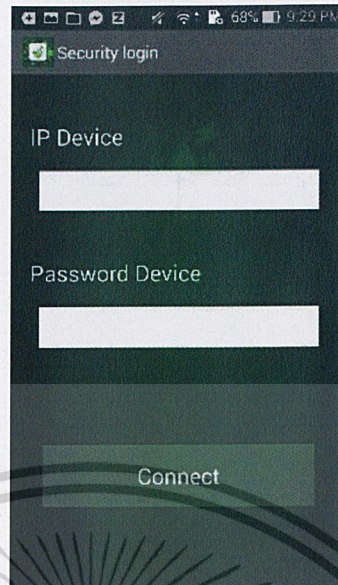 68% 9:29 PM
Security login
IP Device
Password Device
Connect